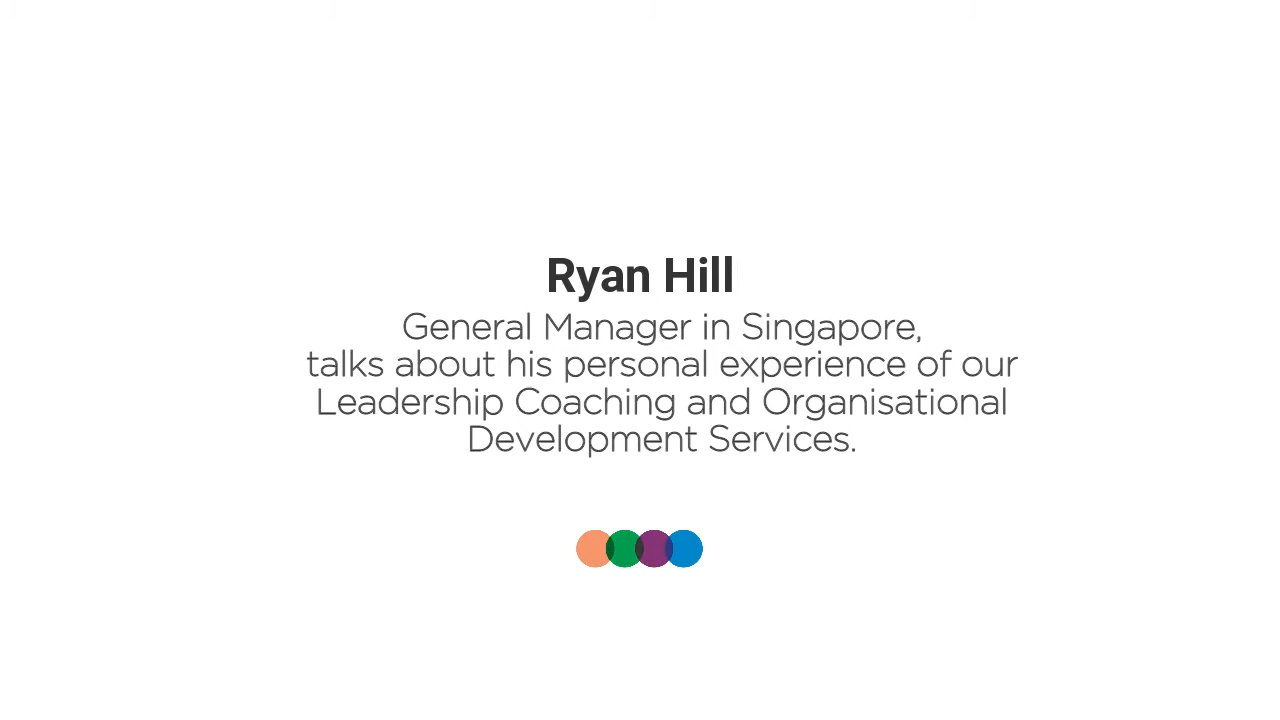 Ryan Hill
General Manager in Singapore,
talks about his personal experience of our
Leadership Coaching and Organisational
Development Services.